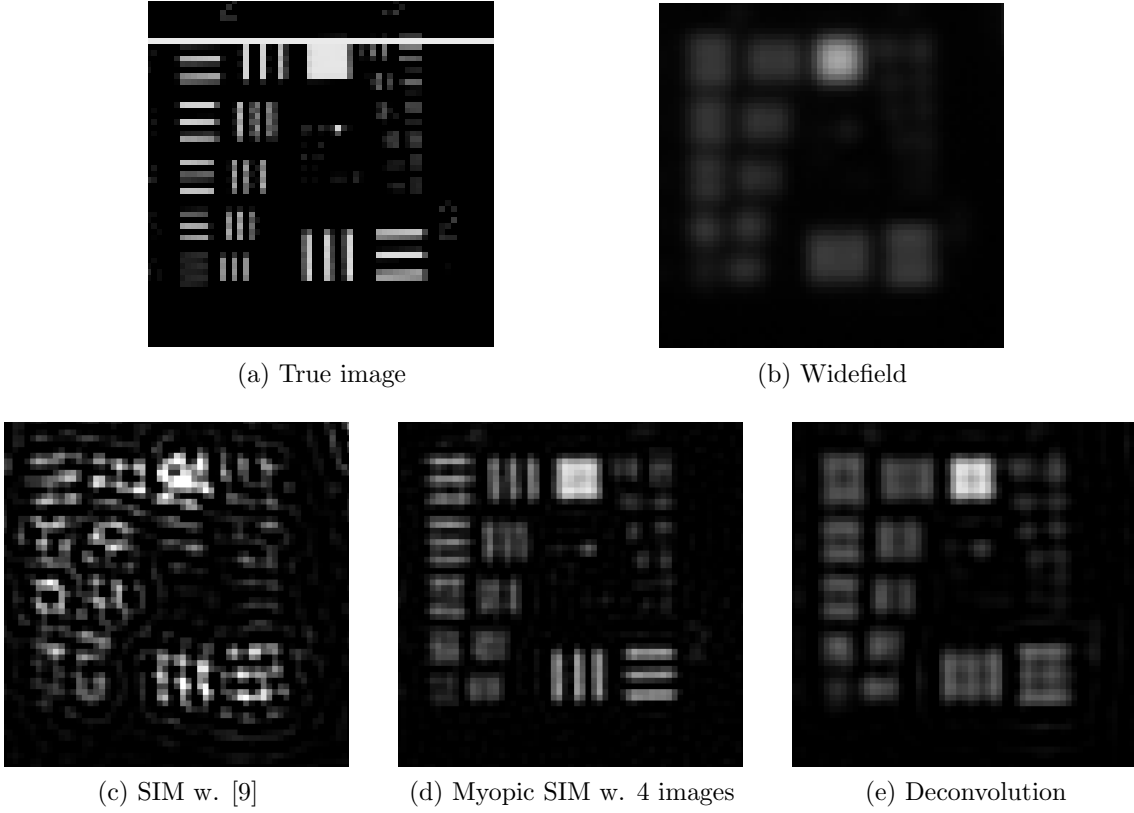 (a) True image
(b) Widefield
(c) SIM w. [9]
(d) Myopic SIM w. 4 images
(e) Deconvolution